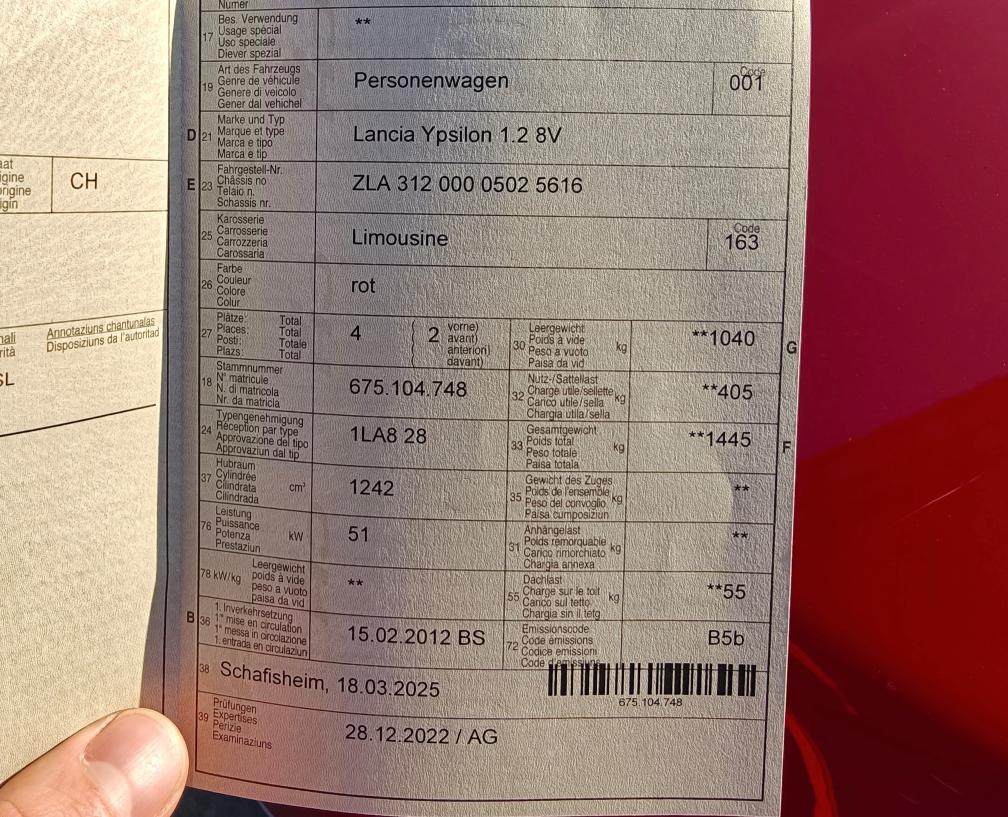 Numer
17 Bes. Verwendung
Usage spécial
Uso speciale
Diever spezial
**
19 Art des Fahrzeugs
Genre de véhicule
Genere di veicolo
Gener dal vehichel
Personenwagen
Code
001
D 21 Marke und Typ
Marque et type
Marca e tipo
Marca e tip
Lancia Ypsilon 1.2 8V
CH
E 23 Fahrgestell-Nr.
Châssis no
Telaio n.
Schassis nr.
ZLA 312 000 0502 5616
25 Karosserie
Carrosserie
Carrozzeria
Carossaria
Limousine
Code
163
26 Farbe
Couleur
Colore
Colur
rot
Annotaziuns chantunalas
Disposiziuns da l'autoritad
27 Plätze: Total
Places: Total
Posti: Totale
Plazs: Total
4
2 vorne)
avant)
anteriori)
davant)
30 Leergewicht
Poids à vide
Peso a vuoto
Paisa da vid
kg
**1040
G
18 Stammnummer
N° matricule
N. di matricola
Nr. da matricla
675.104.748
32 Nutz-/Sattellast
Charge utile/sellette
Carico utile/sella
Chargia utila/sella
kg
**405
24 Typengenehmigung
Réception par type
Approvazione del tipo
Approvaziun dal tip
1LA8 28
33 Gesamtgewicht
Poids total
Peso totale
Paisa totala
kg
**1445
F
37 Hubraum
Cylindrée
Cilindrata
Cilindrada
cm³
1242
35 Gewicht des Zuges
Poids de l'ensemble
Peso del convoglio
Paisa cumposiziun
kg
**
76 Leistung
Puissance
Potenza
Prestaziun
kW
51
31 Anhängelast
Poids remorquable
Carico rimorchiato
Chargia annexa
kg
**
78 kW/kg Leergewicht
poids à vide
peso a vuoto
paisa da vid
**
55 Dachlast
Charge sur le toit
Carico sul tetto
Chargia sin il tetg
kg
**55
B 36 1. Inverkehrsetzung
1re mise en circulation
1a messa in circolazione
1. entrada en circulaziun
15.02.2012 BS
72 Emissionscode
Code émissions
Codice emissioni
Code d'emissiuns
B5b
38 Schafisheim, 18.03.2025
675.104.748
39 Prüfungen
Expertises
Perizie
Examinaziuns
28.12.2022 / AG